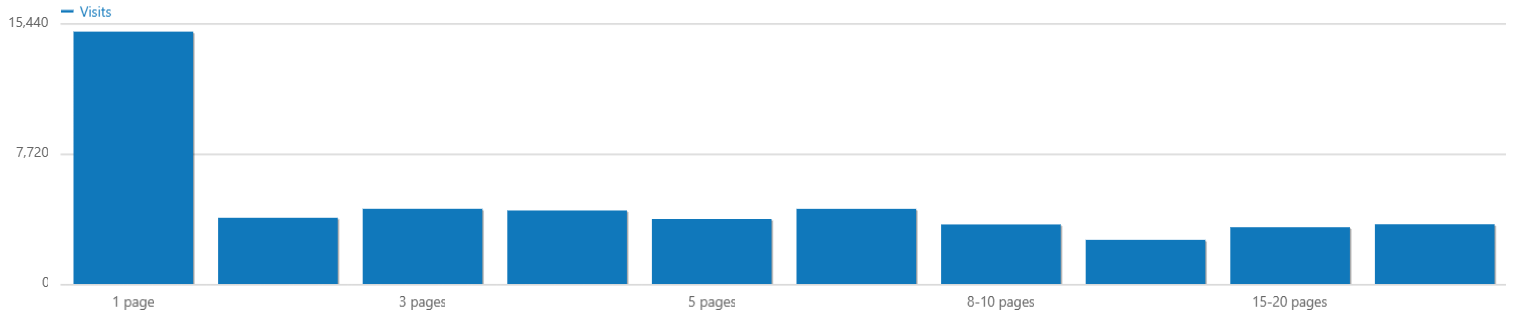 Visits
15,440
7,720
0
1 page
3 pages
5 pages
8-10 pages
15-20 pages